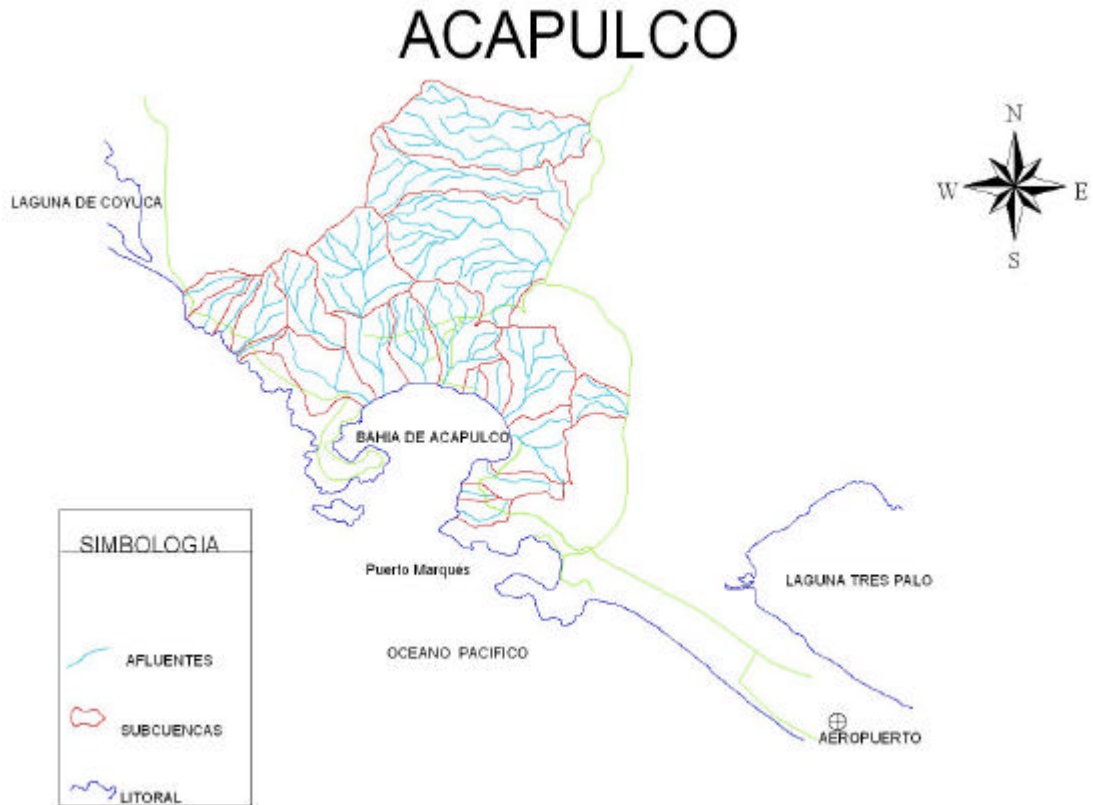 ACAPULCO
N
W
E
S
LAGUNA DE COYUCA
BAHIA DE ACAPULCO
Puerto Marqués
OCEANO PACIFICO
LAGUNA TRES PALO
AEROPUERTO
SIMBOLOGIA
AFLUENTES
SUBCUENCAS
LITORAL